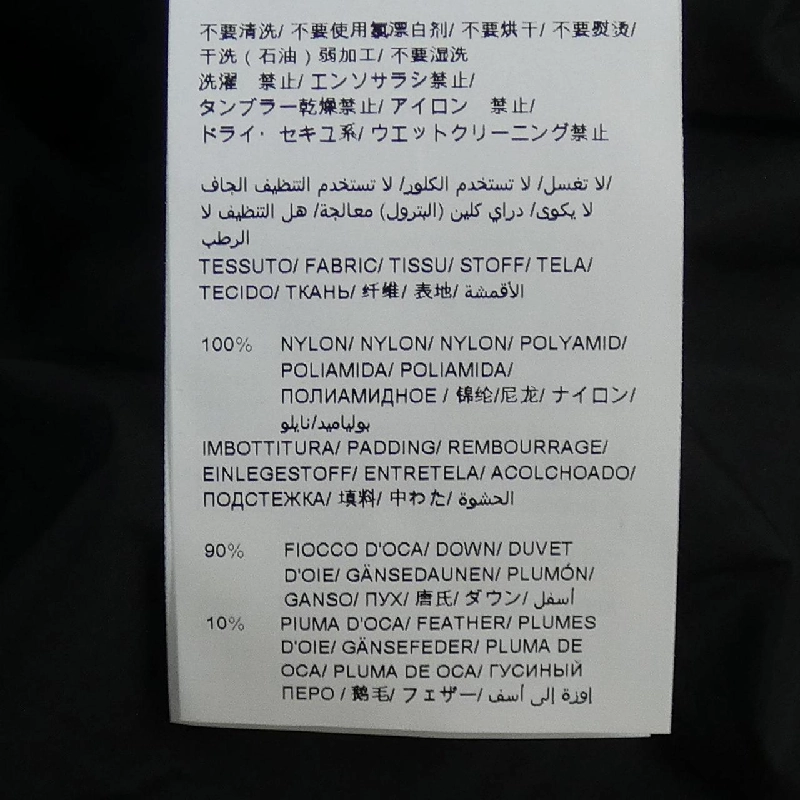 不要清洗/ 不要使用氯漂白剂/ 不要烘干/ 不要熨烫/
干洗（石油）弱加工/ 不要湿洗
洗濯 禁止/ エンソサラシ禁止/
タンブラー乾燥禁止/ アイロン 禁止/
ドライ・ セキユ系/ ウエットクリーニング禁止
لا تغسل/ لا تستخدم الكلور/ لا تستخدم التنظيف الجاف/
لا يكوى/ دراي كلين (البترول) معالجة/ هل التنظيف لا
الرطب
TESSUTO/ FABRIC/ TISSU/ STOFF/ TELA/
TECIDO/ ТКАНЬ/ 纤维/ 表地/ الأقمشة
100% NYLON/ NYLON/ NYLON/ POLYAMID/
POLIAMIDA/ POLIAMIDA/
ПОЛИАМИДНОЕ / 锦纶/尼龙/ ナイロン/
بولياميد/نايلو
IMBOTTITURA/ PADDING/ REMBOURRAGE/
EINLEGESTOFF/ ENTRETELA/ ACOLCHOADO/
ПОДСТЕЖКА/ 填料/ 中わた/ الحشوة
90% FIOCCO D'OCA/ DOWN/ DUVET
D'OIE/ GÄNSEDAUNEN/ PLUMÓN/
GANSO/ ПУХ/ 唐氏/ ダウン/ أسفل
10% PIUMA D'OCA/ FEATHER/ PLUMES
D'OIE/ GÄNSEFEDER/ PLUMA DE
OCA/ PLUMA DE OCA/ ГУСИНЫЙ
ПЕРО / 鹅毛/ フェザー/ إوزة إلى أسف